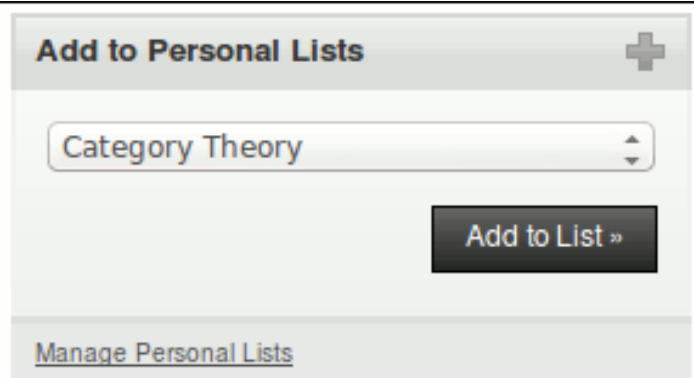 Add to Personal Lists
Category Theory
Add to List »
Manage Personal Lists